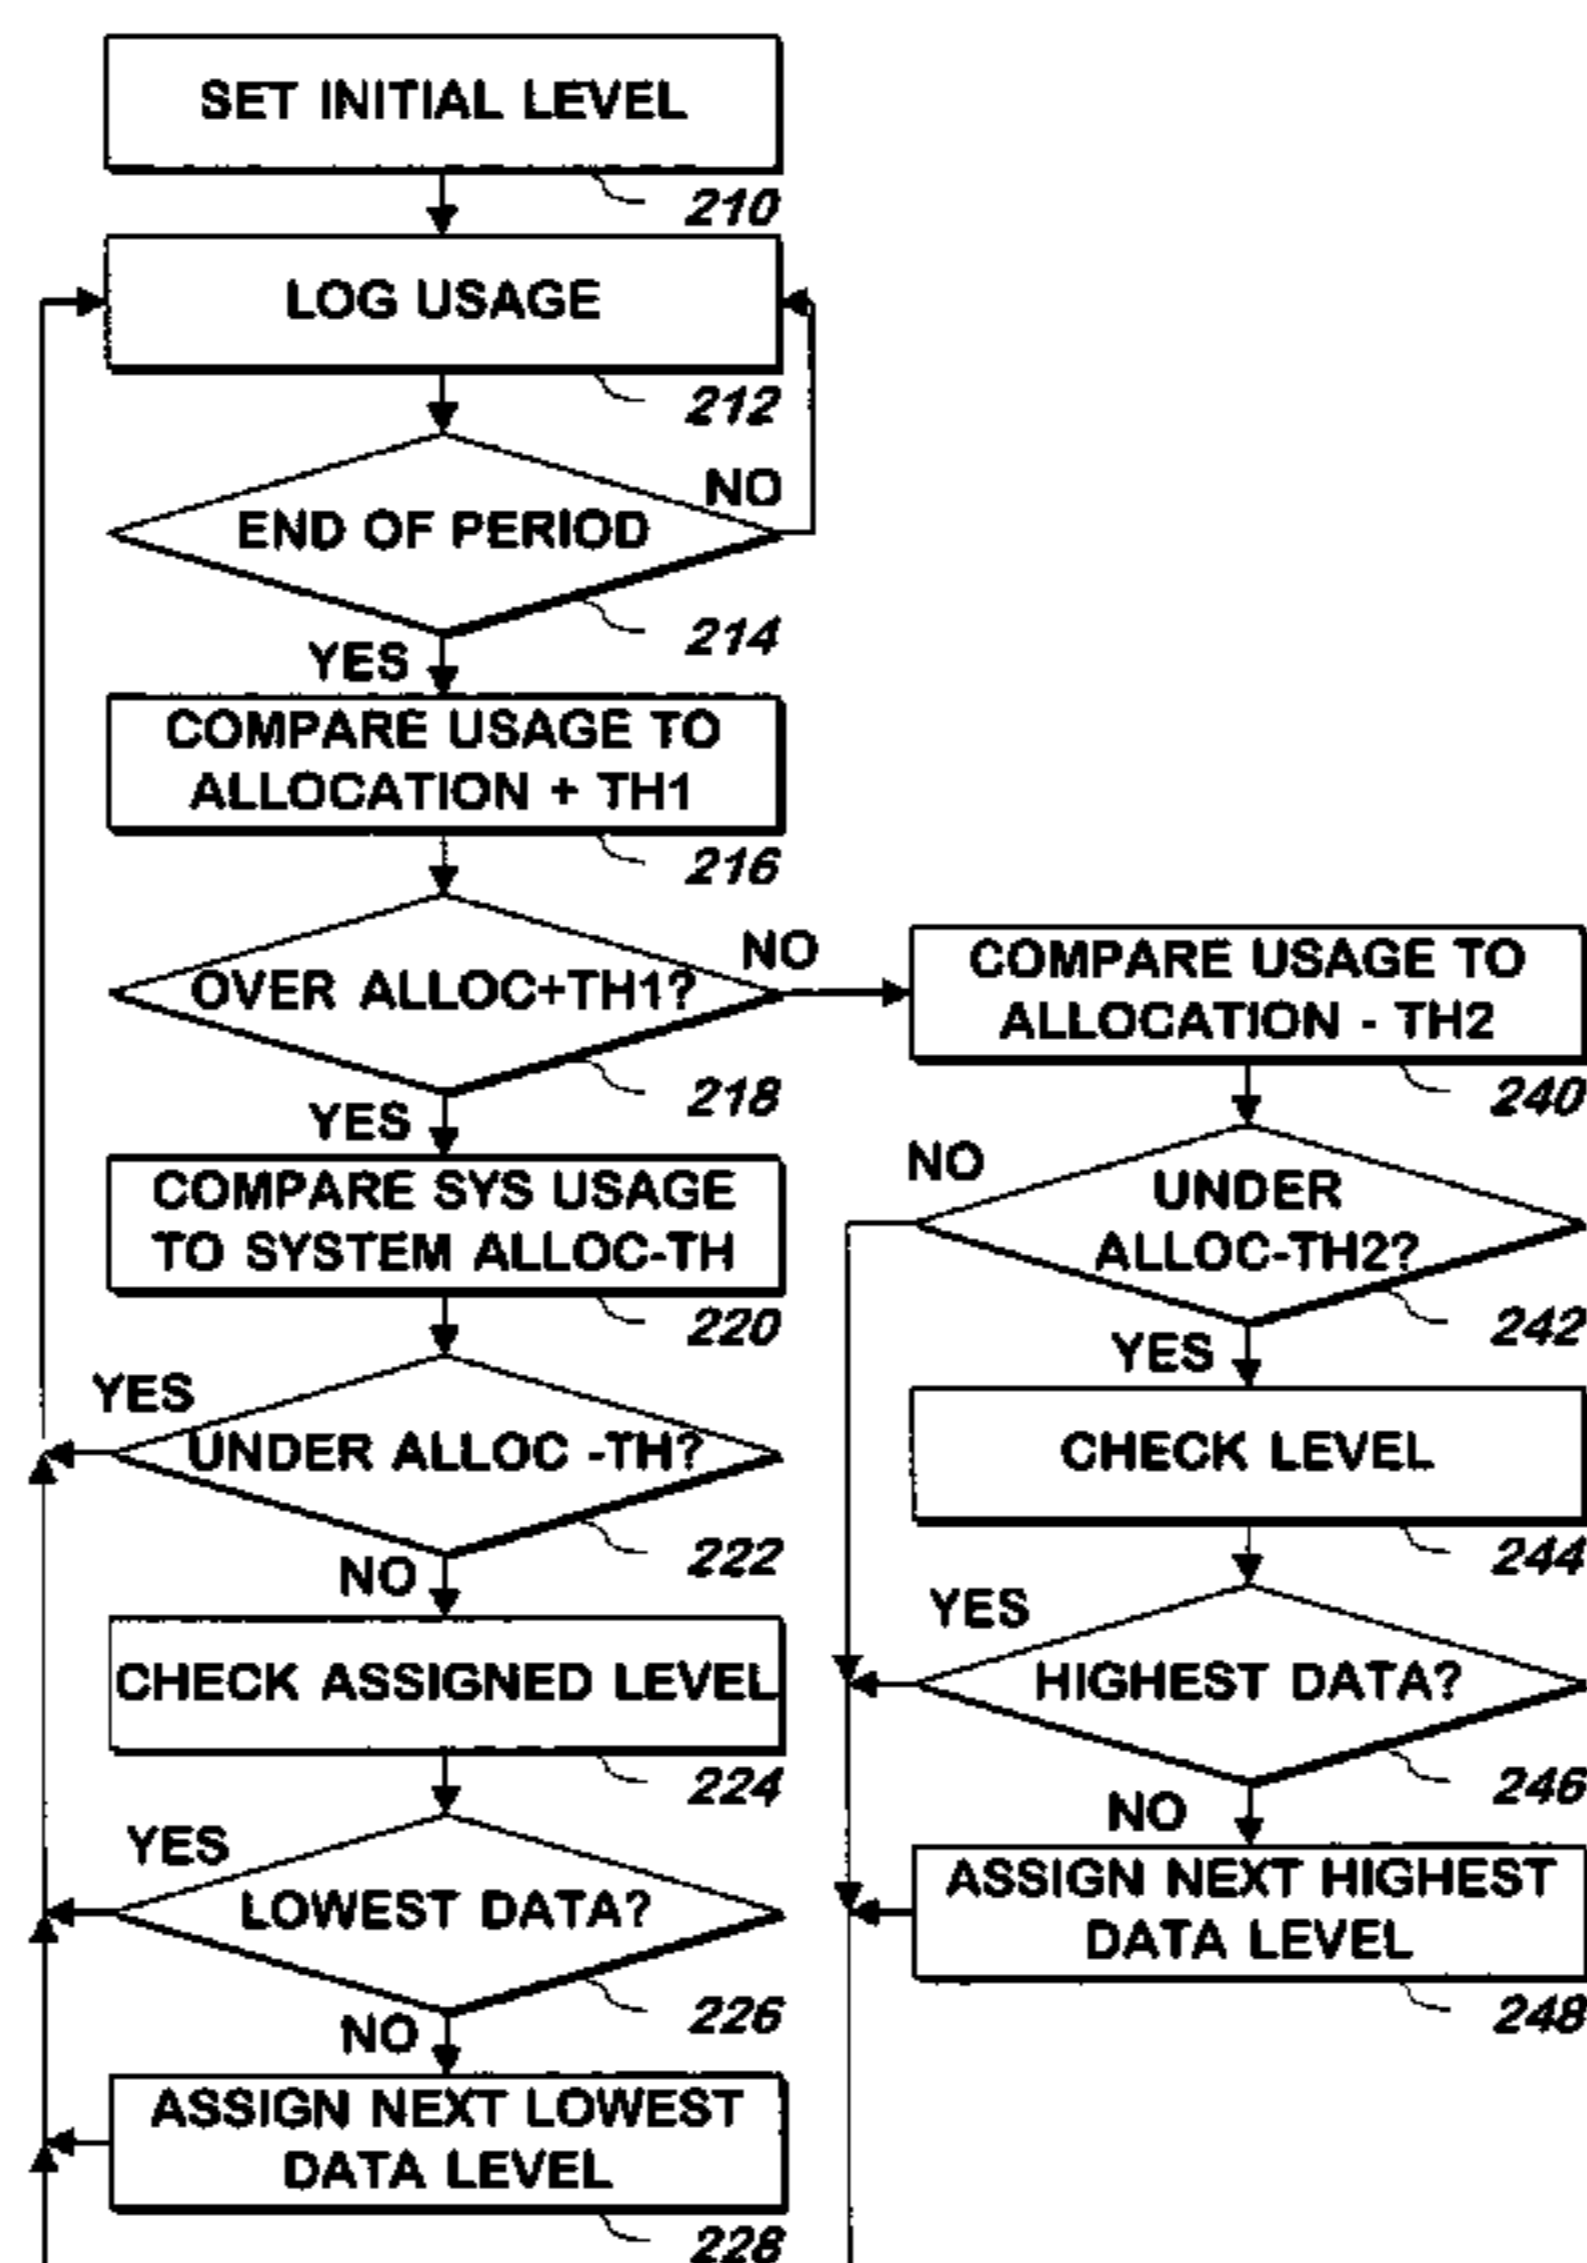 SET INITIAL LEVEL
210
LOG USAGE
212
NO
END OF PERIOD
214
YES
COMPARE USAGE TO
ALLOCATION + TH1
216
NO
OVER ALLOC+TH1?
218
YES
COMPARE SYS USAGE
TO SYSTEM ALLOC-TH
220
YES
UNDER ALLOC -TH?
222
NO
CHECK ASSIGNED LEVEL
224
YES
LOWEST DATA?
226
NO
ASSIGN NEXT LOWEST
DATA LEVEL
228
COMPARE USAGE TO
ALLOCATION - TH2
240
NO
UNDER
ALLOC-TH2?
242
YES
CHECK LEVEL
244
YES
HIGHEST DATA?
246
NO
ASSIGN NEXT HIGHEST
DATA LEVEL
248